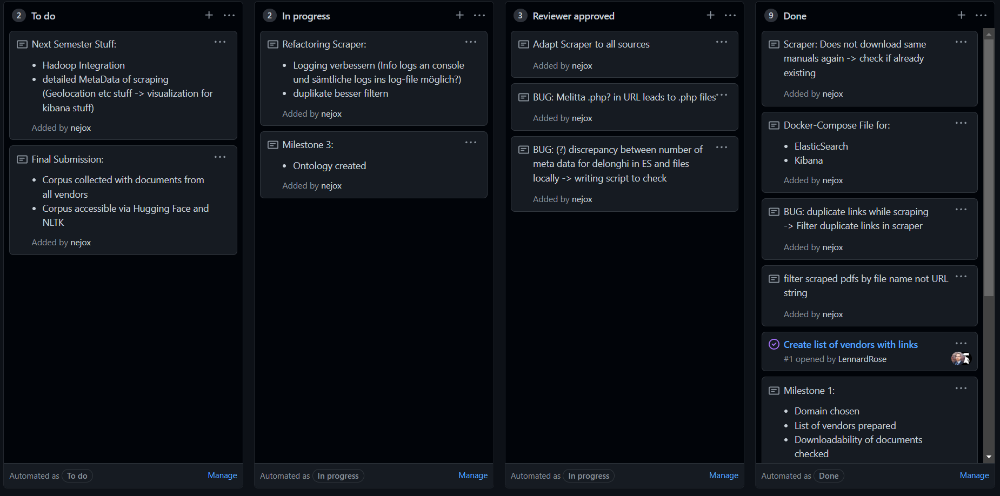 2 To do
Next Semester Stuff:
• Hadoop Integration
• detailed MetaData of scraping
(Geolocation etc stuff -> visualization for
kibana stuff)
Added by nejox
Final Submission:
• Corpus collected with documents from
all vendors
• Corpus accessible via Hugging Face and
NLTK
Added by nejox
Automated as To do Manage
2 In progress
Refactoring Scraper:
• Logging verbessern (Info logs an console
und sämtliche logs ins log-file möglich?)
• duplikate besser filtern
Added by nejox
Milestone 3:
• Ontology created
Added by nejox
Automated as In progress Manage
3 Reviewer approved
Adapt Scraper to all sources
Added by nejox
BUG: Melitta .php? in URL leads to .php files
Added by nejox
BUG: (?) discrepancy between number of
meta data for delonghi in ES and files
locally -> writing script to check
Added by nejox
Automated as In progress Manage
9 Done
Scraper: Does not download same
manuals again -> check if already
existing
Added by nejox
Docker-Compose File for:
• ElasticSearch
• Kibana
Added by nejox
BUG: duplicate links while scraping
-> Filter duplicate links in scraper
Added by nejox
filter scraped pdfs by file name not URL
string
Added by nejox
Create list of vendors with links
#1 opened by LennardRose
Milestone 1:
• Domain chosen
• List of vendors prepared
• Downloadability of documents
checked
Automated as Done Manage